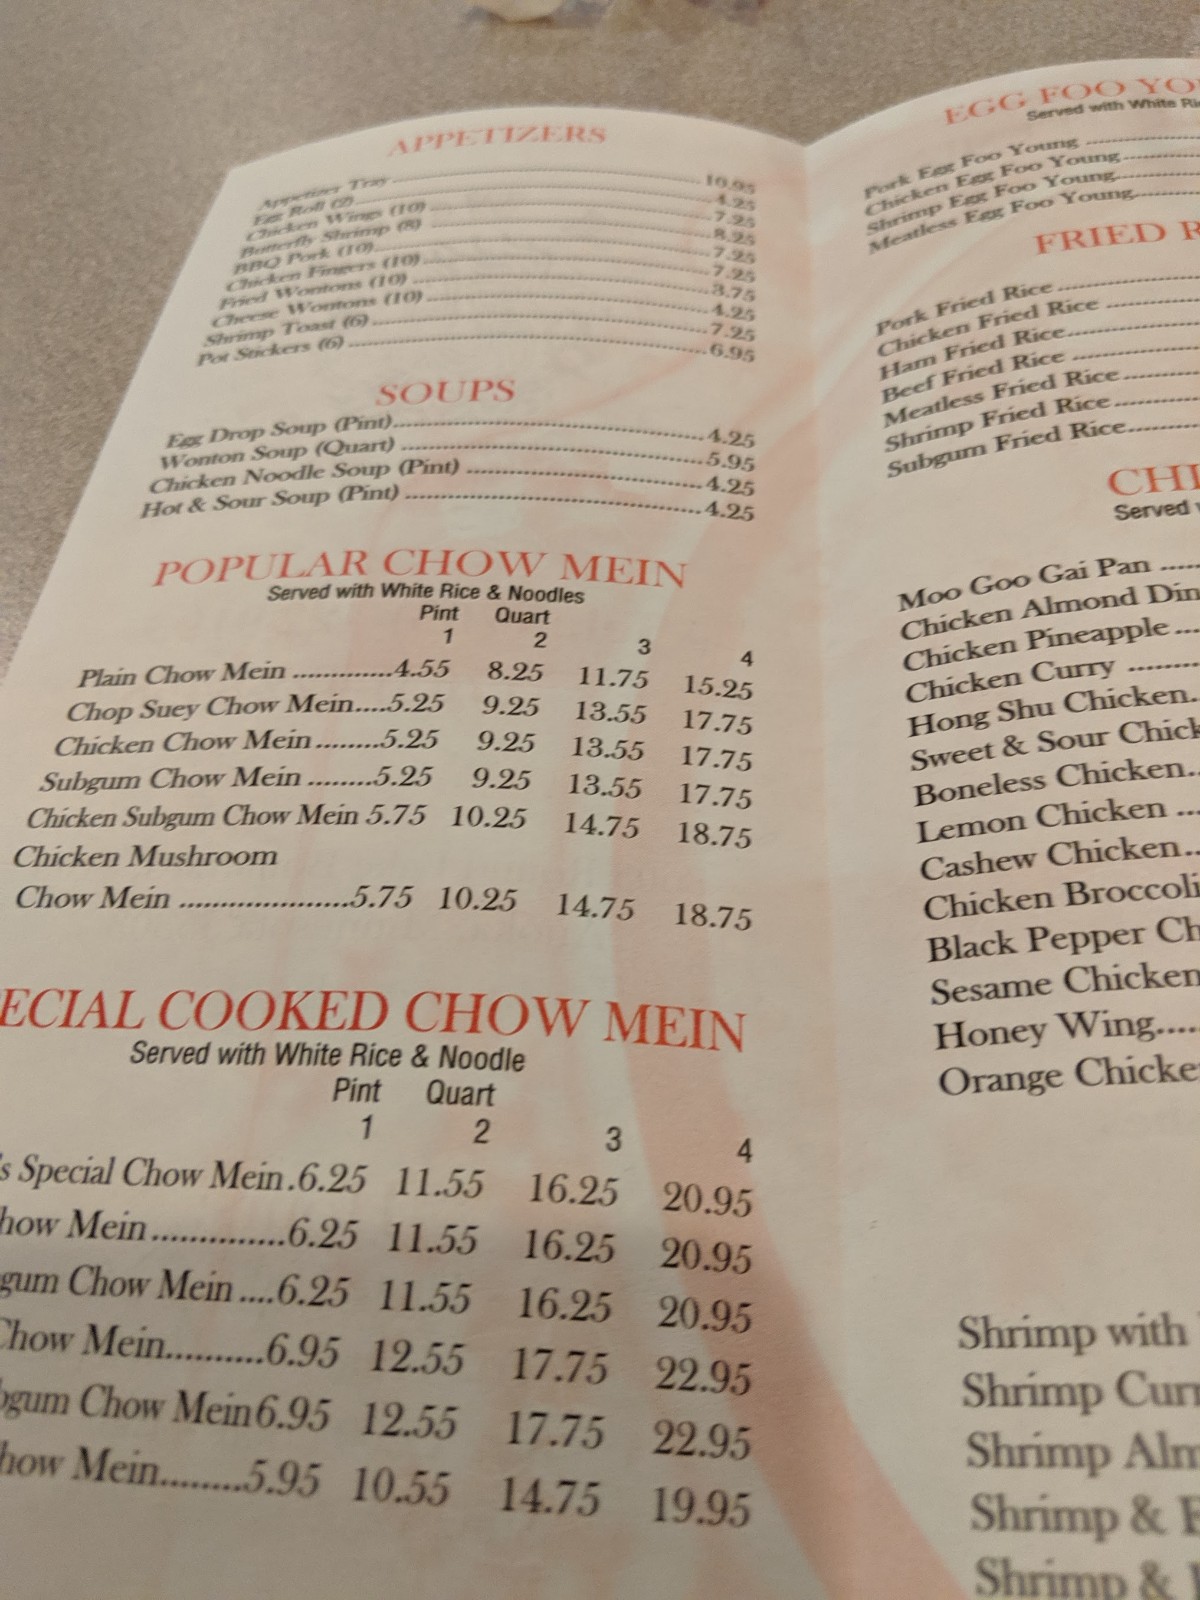 APPETIZERS
Appetizer Tray ........ 10.95
Egg Roll (2) ........ 4.25
Chicken Wings (10) ........ 7.25
Butterfly Shrimp (8) ........ 8.25
BBQ Pork (10) ........ 7.25
Chicken Fingers (10) ........ 7.25
Fried Wontons (10) ........ 3.75
Cheese Wontons (10) ........ 4.25
Shrimp Toast (6) ........ 7.25
Pot Stickers (6) ........ 6.95
SOUPS
Egg Drop Soup (Pint) ........ 4.25
Wonton Soup (Quart) ........ 5.95
Chicken Noodle Soup (Pint) ........ 4.25
Hot & Sour Soup (Pint) ........ 4.25
POPULAR CHOW MEIN
Served with White Rice & Noodles
Pint Quart
1 2 3 4
Plain Chow Mein .............4.55 8.25 11.75 15.25
Chop Suey Chow Mein....5.25 9.25 13.55 17.75
Chicken Chow Mein ........5.25 9.25 13.55 17.75
Subgum Chow Mein ........5.25 9.25 13.55 17.75
Chicken Subgum Chow Mein 5.75 10.25 14.75 18.75
Chicken Mushroom
Chow Mein .....................5.75 10.25 14.75 18.75
ECIAL COOKED CHOW MEIN
Served with White Rice & Noodle
Pint Quart
1 2 3 4
's Special Chow Mein .6.25 11.55 16.25 20.95
how Mein ..............6.25 11.55 16.25 20.95
gum Chow Mein ....6.25 11.55 16.25 20.95
Chow Mein..........6.95 12.55 17.75 22.95
bgum Chow Mein6.95 12.55 17.75 22.95
how Mein.........5.95 10.55 14.75 19.95
EGG FOO YO
Served with White Ri
Pork Egg Foo Young ........
Chicken Egg Foo Young ........
Shrimp Egg Foo Young ........
Meatless Egg Foo Young ........
FRIED R
Pork Fried Rice ........
Chicken Fried Rice ........
Ham Fried Rice ........
Beef Fried Rice ........
Meatless Fried Rice ........
Shrimp Fried Rice ........
Subgum Fried Rice ........
CHI
Served
Moo Goo Gai Pan .....
Chicken Almond Din
Chicken Pineapple ...
Chicken Curry ........
Hong Shu Chicken.
Sweet & Sour Chick
Boneless Chicken..
Lemon Chicken ...
Cashew Chicken..
Chicken Broccoli
Black Pepper Ch
Sesame Chicken
Honey Wing....
Orange Chicke
Shrimp with
Shrimp Curr
Shrimp Alm
Shrimp &
Shrimp &